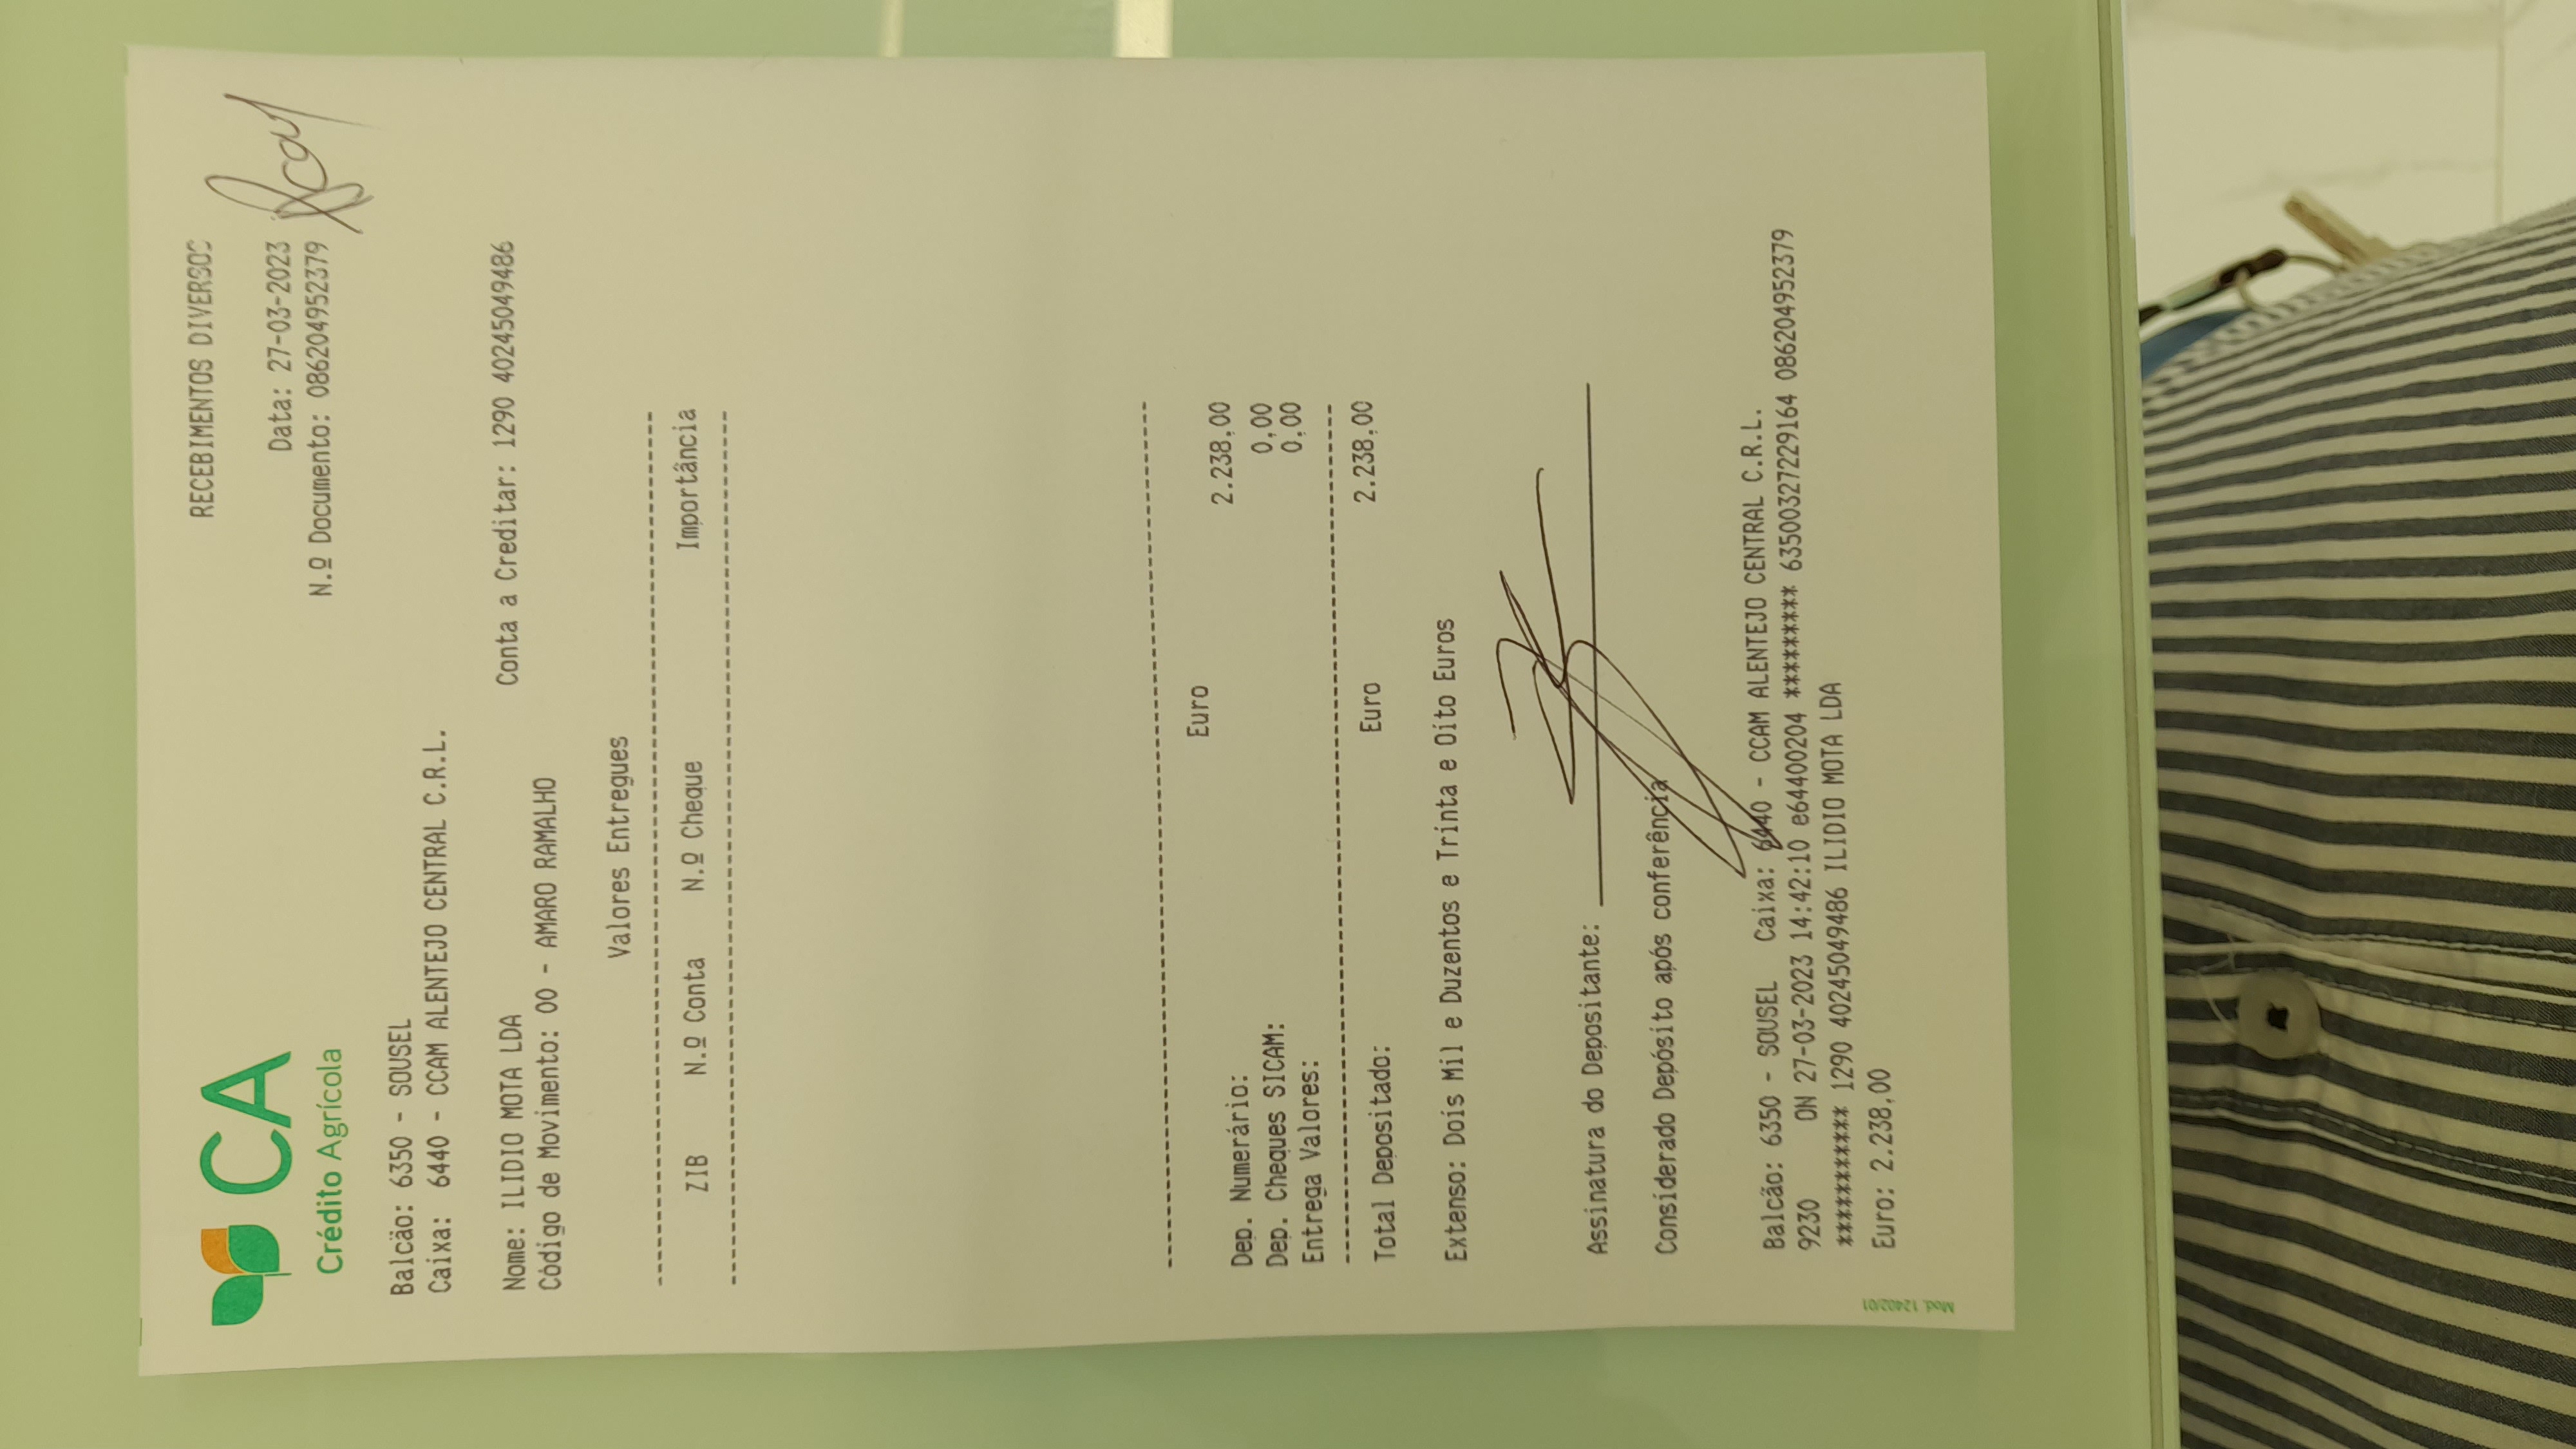 CA
Crédito Agrícola
RECEBIMENTOS DIVERSOS
Data: 27-03-2023
N.º Documento: 086204952379
Balcão: 6350 - SOUSEL
Caixa: 6440 - CCAM ALENTEJO CENTRAL C.R.L.
Nome: ILIDIO MOTA LDA Conta a Creditar: 1290 40245049486
Código de Movimento: 00 - AMARO RAMALHO
Valores Entregues
ZIB N.º Conta N.º Cheque Importância
Euro
Dep. Numerário: 2.238,00
Dep. Cheques SICAM: 0,00
Entrega Valores: 0,00
Total Depositado: Euro 2.238,00
Extenso: Dois Mil e Duzentos e Trinta e Oito Euros
Assinatura do Depositante:
Considerado Depósito após conferência
Balcão: 6350 - SOUSEL Caixa: 6440 - CCAM ALENTEJO CENTRAL C.R.L.
9230 ON 27-03-2023 14:42:10 e64400204 ********* 63500327229164 086204952379
*********** 1290 40245049486 ILIDIO MOTA LDA
Euro: 2.238,00
Mod. 12402/01